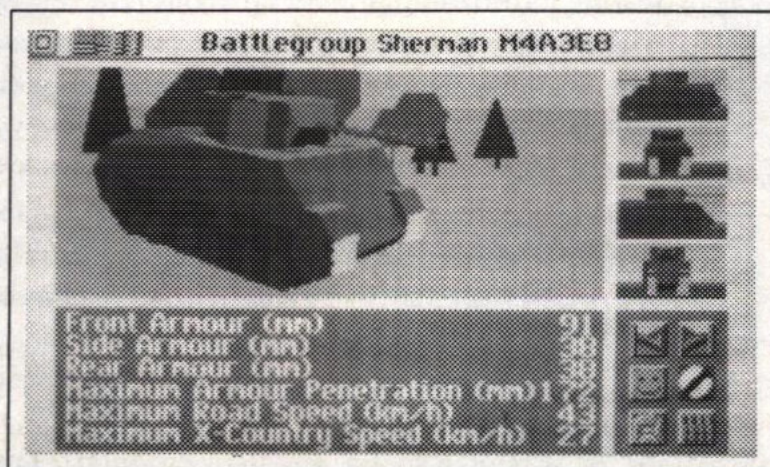 Battlegroup Sherman M4A3E8
Front Armour (mm) 91
Side Armour (mm) 38
Rear Armour (mm) 38
Maximum Armour Penetration (mm) 172
Maximum Road Speed (km/h) 43
Maximum X-Country Speed (km/h) 27